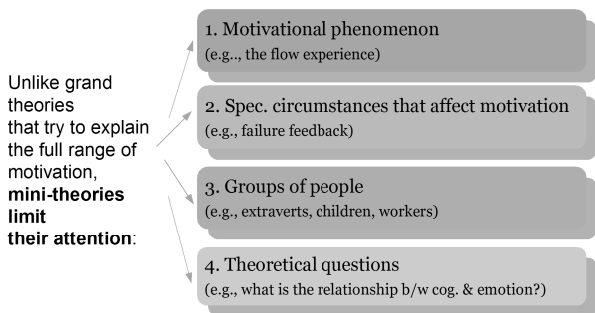 Unlike grand
theories
that try to explain
the full range of
motivation,
mini-theories
limit
their attention:
1. Motivational phenomenon
(e.g.., the flow experience)
2. Spec. circumstances that affect motivation
(e.g., failure feedback)
3. Groups of people
(e.g., extraverts, children, workers)
4. Theoretical questions
(e.g., what is the relationship b/w cog. & emotion?)